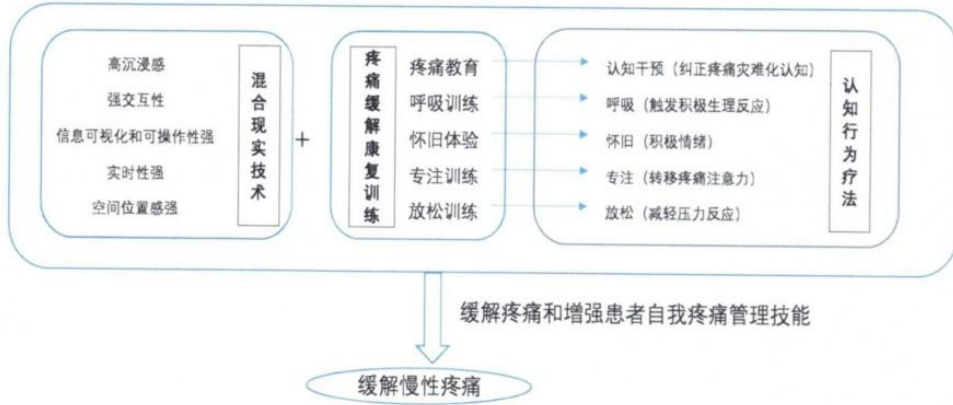 高沉浸感
强交互性
信息可视化和可操作性强
实时性强
空间位置感强
混合现实技术
+
疼痛缓解康复训练
疼痛教育
呼吸训练
怀旧体验
专注训练
放松训练
认知干预（纠正疼痛灾难化认知）
呼吸（触发积极生理反应）
怀旧（积极情绪）
专注（转移疼痛注意力）
放松（减轻压力反应）
认知行为疗法
缓解疼痛和增强患者自我疼痛管理技能
缓解慢性疼痛